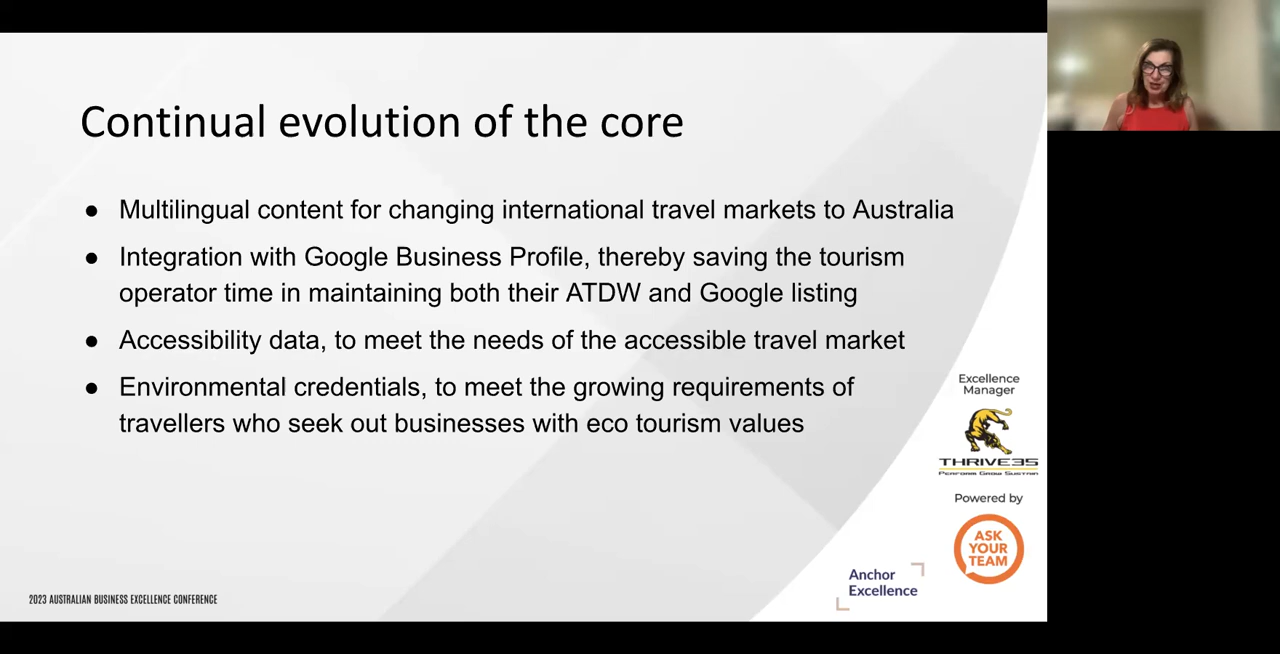 Continual evolution of the core
● Multilingual content for changing international travel markets to Australia
● Integration with Google Business Profile, thereby saving the tourism
operator time in maintaining both their ATDW and Google listing
● Accessibility data, to meet the needs of the accessible travel market
● Environmental credentials, to meet the growing requirements of
travellers who seek out businesses with eco tourism values
Excellence
Manager
THRIVE35
PERFORM GROW SUSTAIN
Powered by
ASK
YOUR
TEAM
Anchor
Excellence
2023 AUSTRALIAN BUSINESS EXCELLENCE CONFERENCE